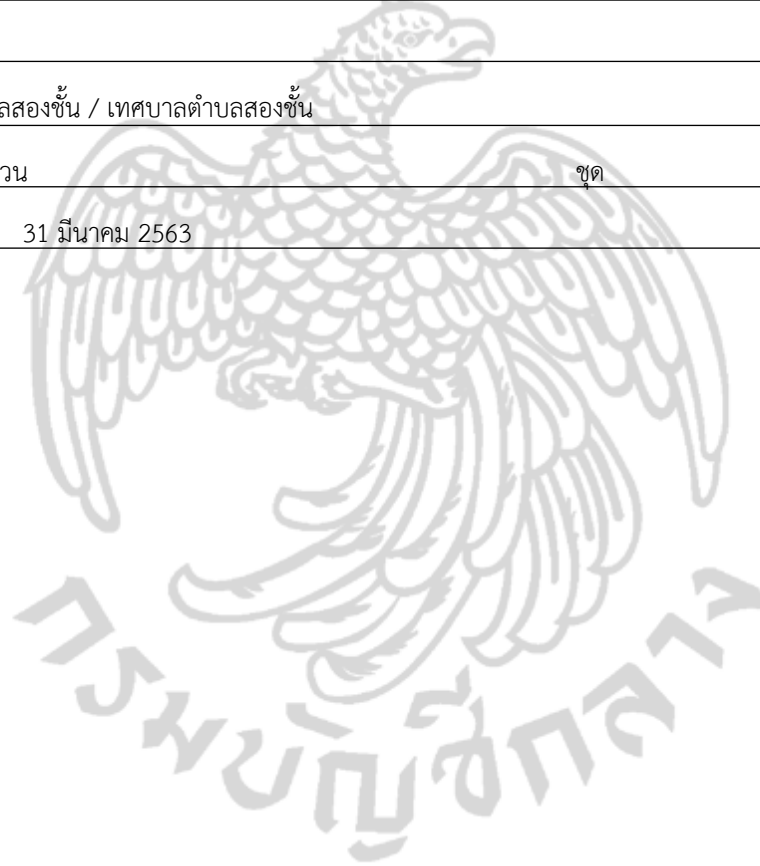 ลสองชั้น / เทศบาลตำบลสองชั้น
วน ชุด
31 มีนาคม 2563
กรมบัญชีกลาง